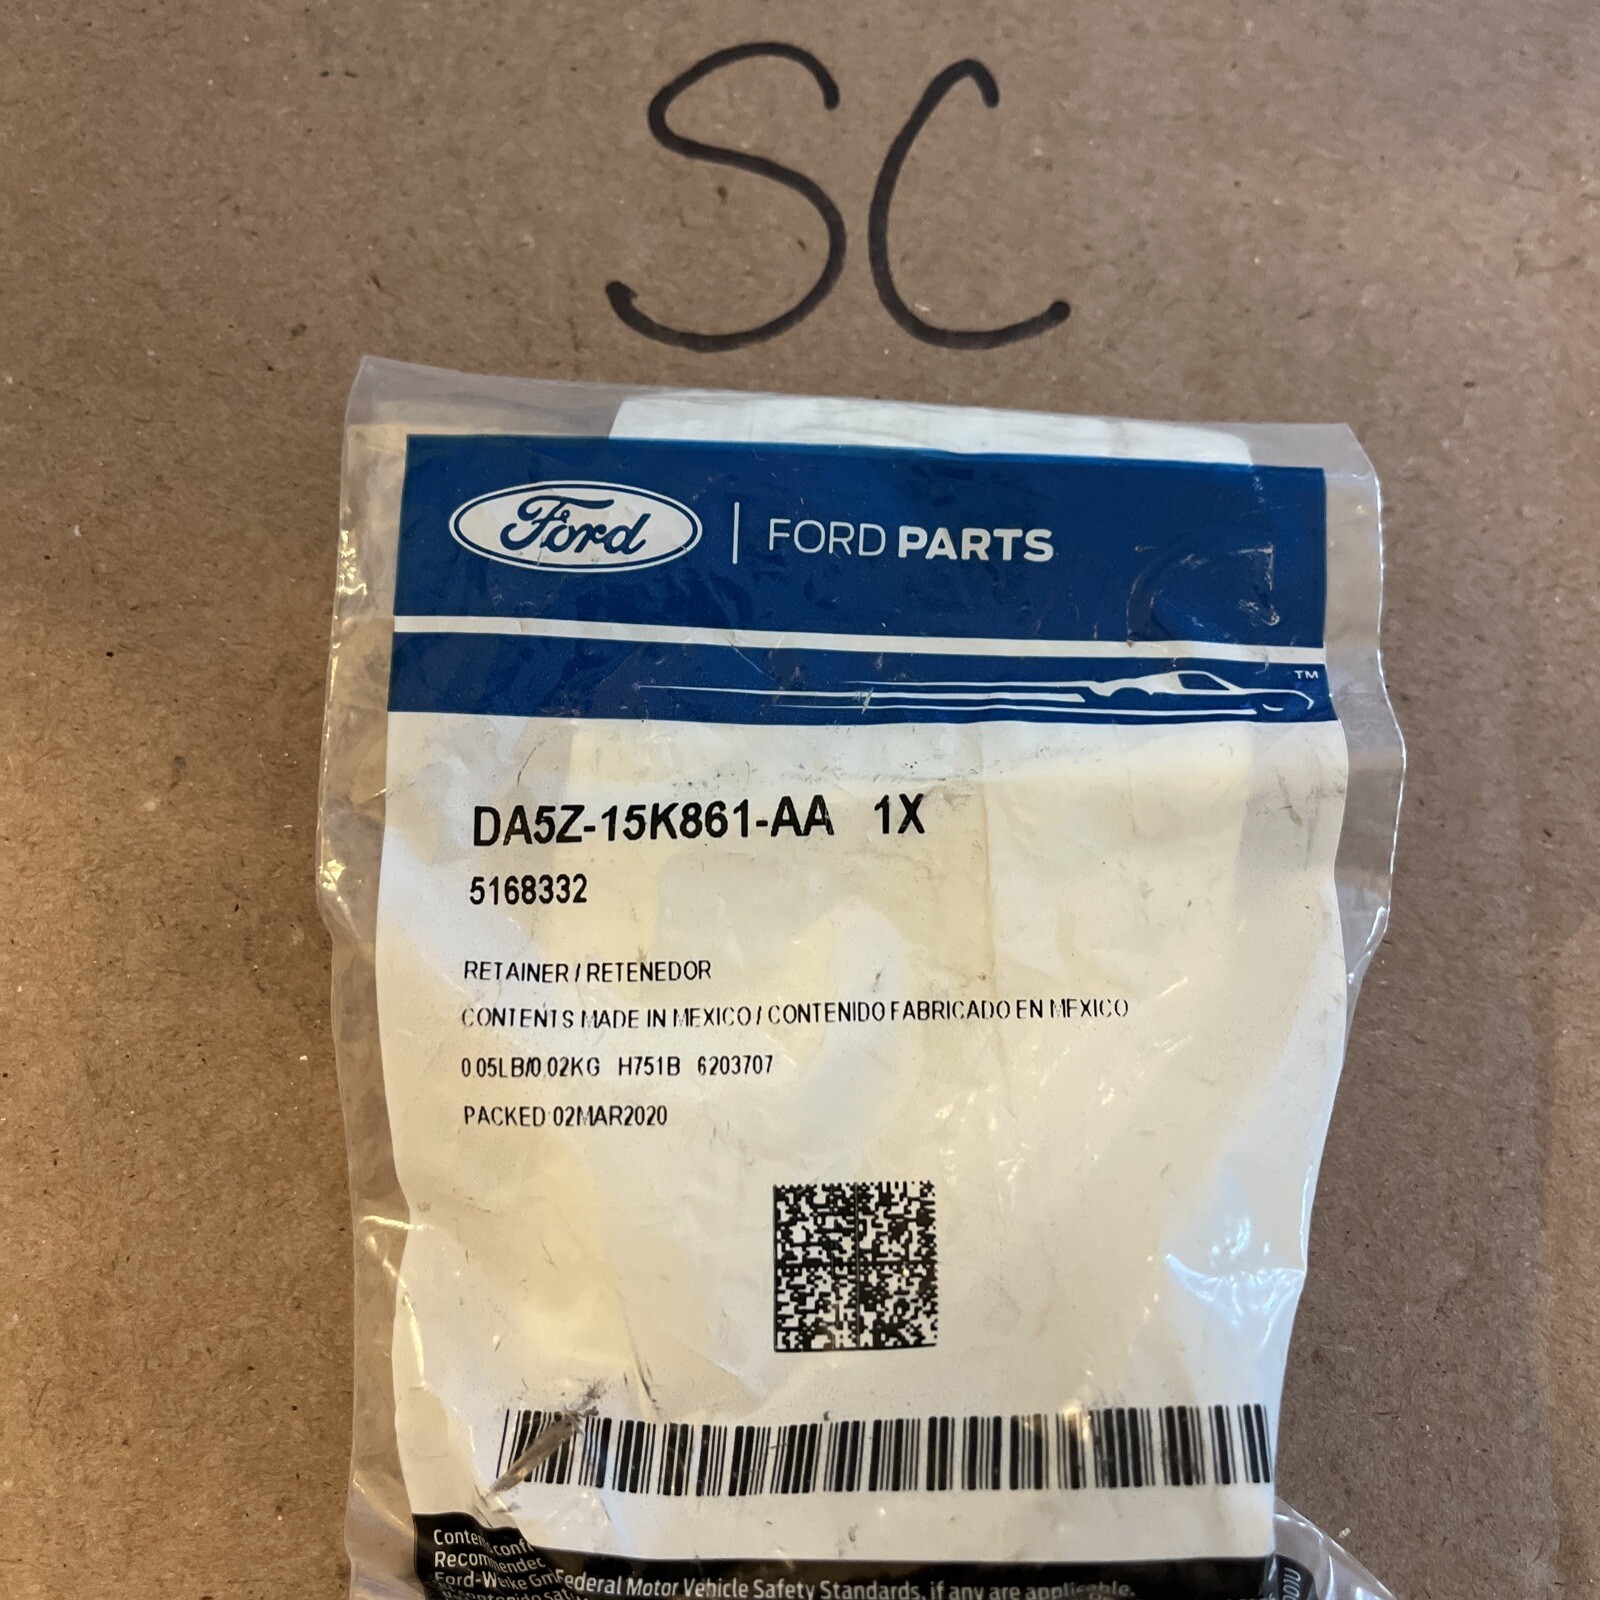 SC
Ford | FORD PARTS
TM
DA5Z-15K861-AA 1X
5168332
RETAINER / RETENEDOR
CONTENTS MADE IN MEXICO / CONTENIDO FABRICADO EN MEXICO
0.05LB/0.02KG H751B 6203707
PACKED 02MAR2020
Federal Motor Vehicle Safety Standards, if any are applicable.